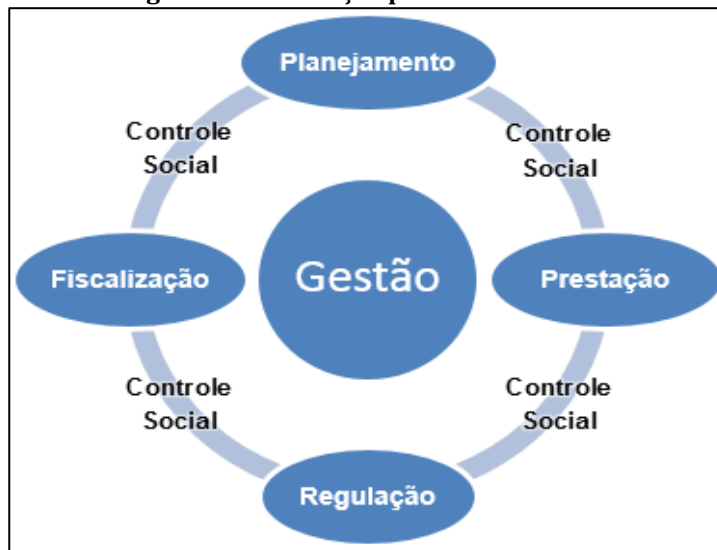 Planejamento
Controle
Social
Controle
Social
Fiscalização
Gestão
Prestação
Controle
Social
Controle
Social
Regulação